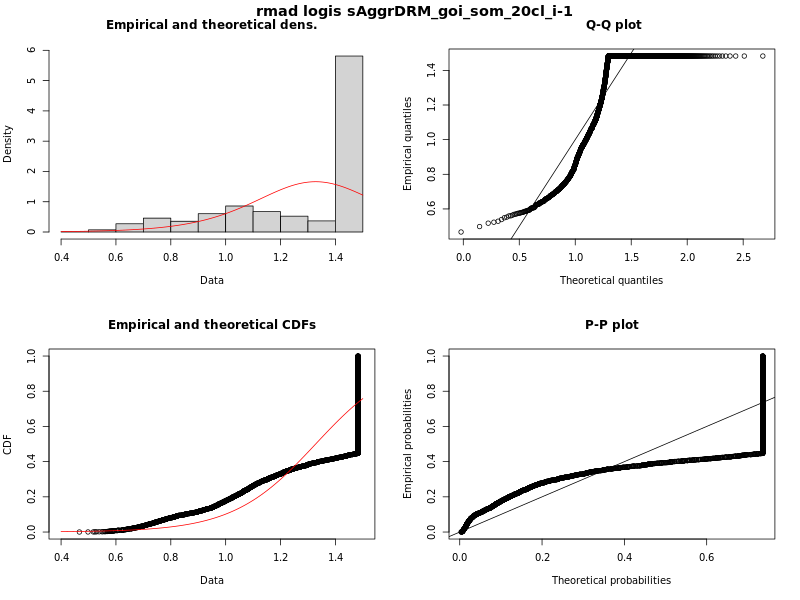 rmad logis sAggrDRM_goi_som_20cl_i-1
Empirical and theoretical dens.
Density
0 1 2 3 4 5 6
0.4 0.6 0.8 1.0 1.2 1.4
Data
Q-Q plot
Empirical quantiles
0.6 0.8 1.0 1.2 1.4
0.0 0.5 1.0 1.5 2.0 2.5
Theoretical quantiles
Empirical and theoretical CDFs
CDF
0.0 0.2 0.4 0.6 0.8 1.0
0.4 0.6 0.8 1.0 1.2 1.4
Data
P-P plot
Empirical probabilities
0.0 0.2 0.4 0.6 0.8 1.0
0.0 0.2 0.4 0.6
Theoretical probabilities